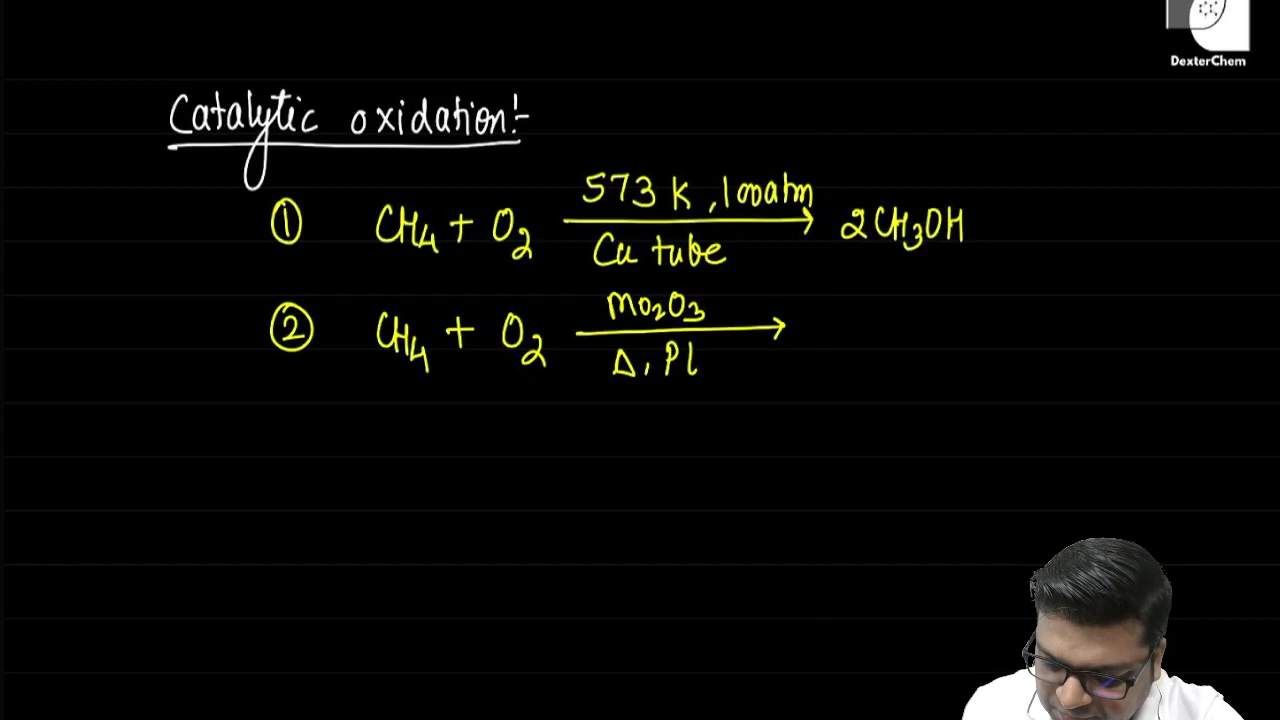 DexterChem
Catalytic oxidation:-
① CH₄ + O₂ 573 K, 100 atm Cu tube 2CH₃OH
② CH₄ + O₂ Mo₂O₃ Δ, Pl